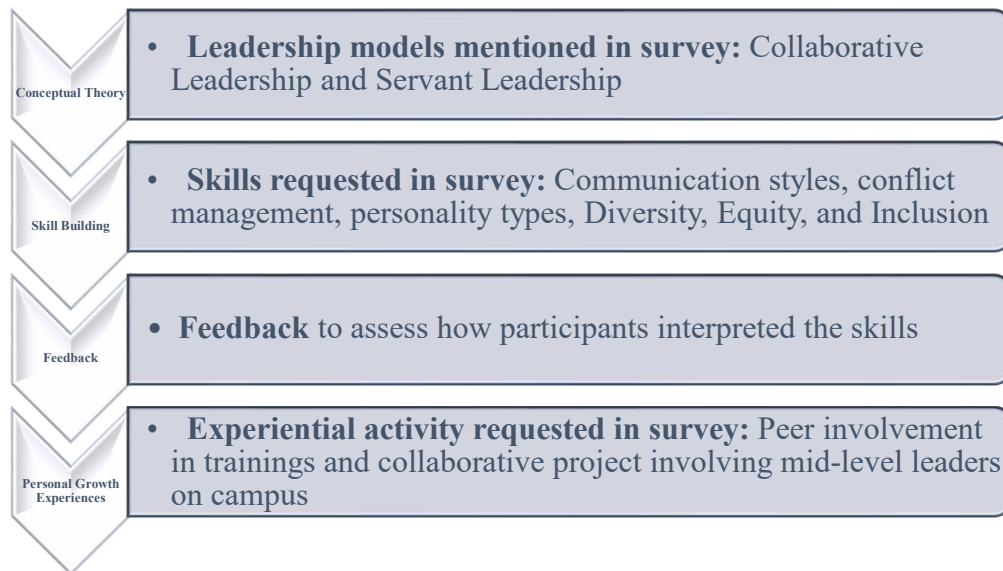 Conceptual Theory
• Leadership models mentioned in survey: Collaborative
Leadership and Servant Leadership
Skill Building
• Skills requested in survey: Communication styles, conflict
management, personality types, Diversity, Equity, and Inclusion
Feedback
• Feedback to assess how participants interpreted the skills
Personal Growth
Experiences
• Experiential activity requested in survey: Peer involvement
in trainings and collaborative project involving mid-level leaders
on campus